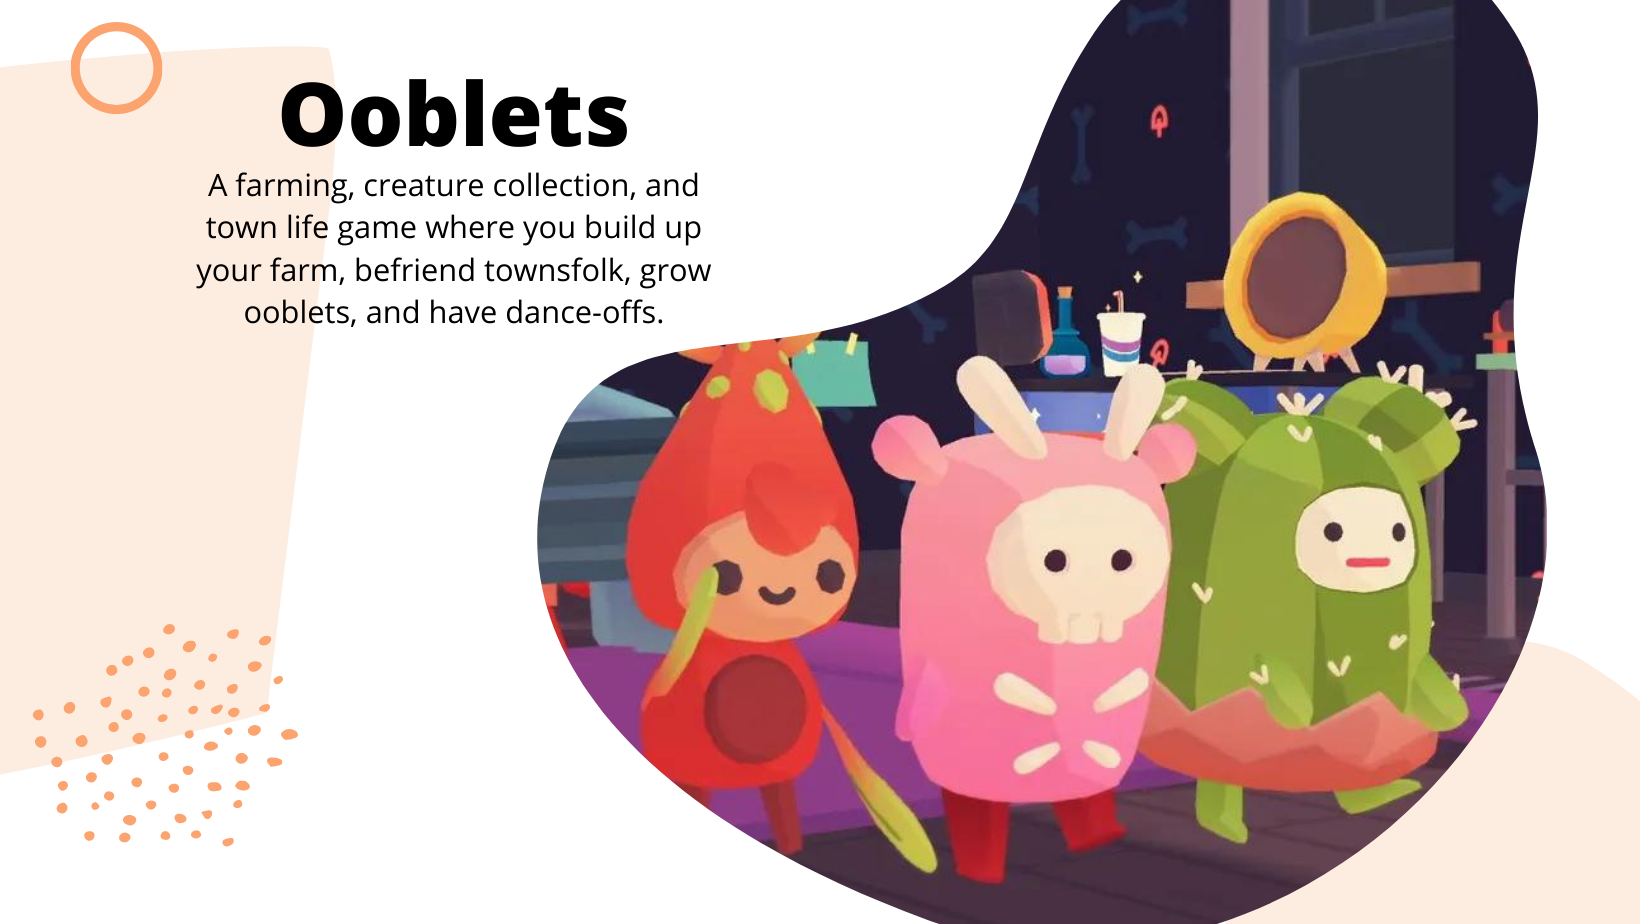 Ooblets
A farming, creature collection, and
town life game where you build up
your farm, befriend townsfolk, grow
ooblets, and have dance-offs.